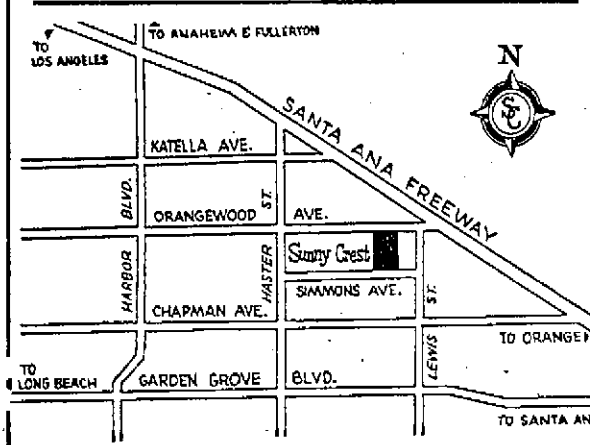 TO ANAHEIM & FULLERTON
TO
LOS ANGELES
N
SC
SANTA ANA FREEWAY
KATELLA AVE.
HARBOR BLVD.
HASTER ST.
ORANGEWOOD AVE.
Sunny Crest
SIMMONS AVE.
CHAPMAN AVE.
LEWIS ST.
TO ORANGE
TO
LONG BEACH
GARDEN GROVE BLVD.
TO SANTA AN